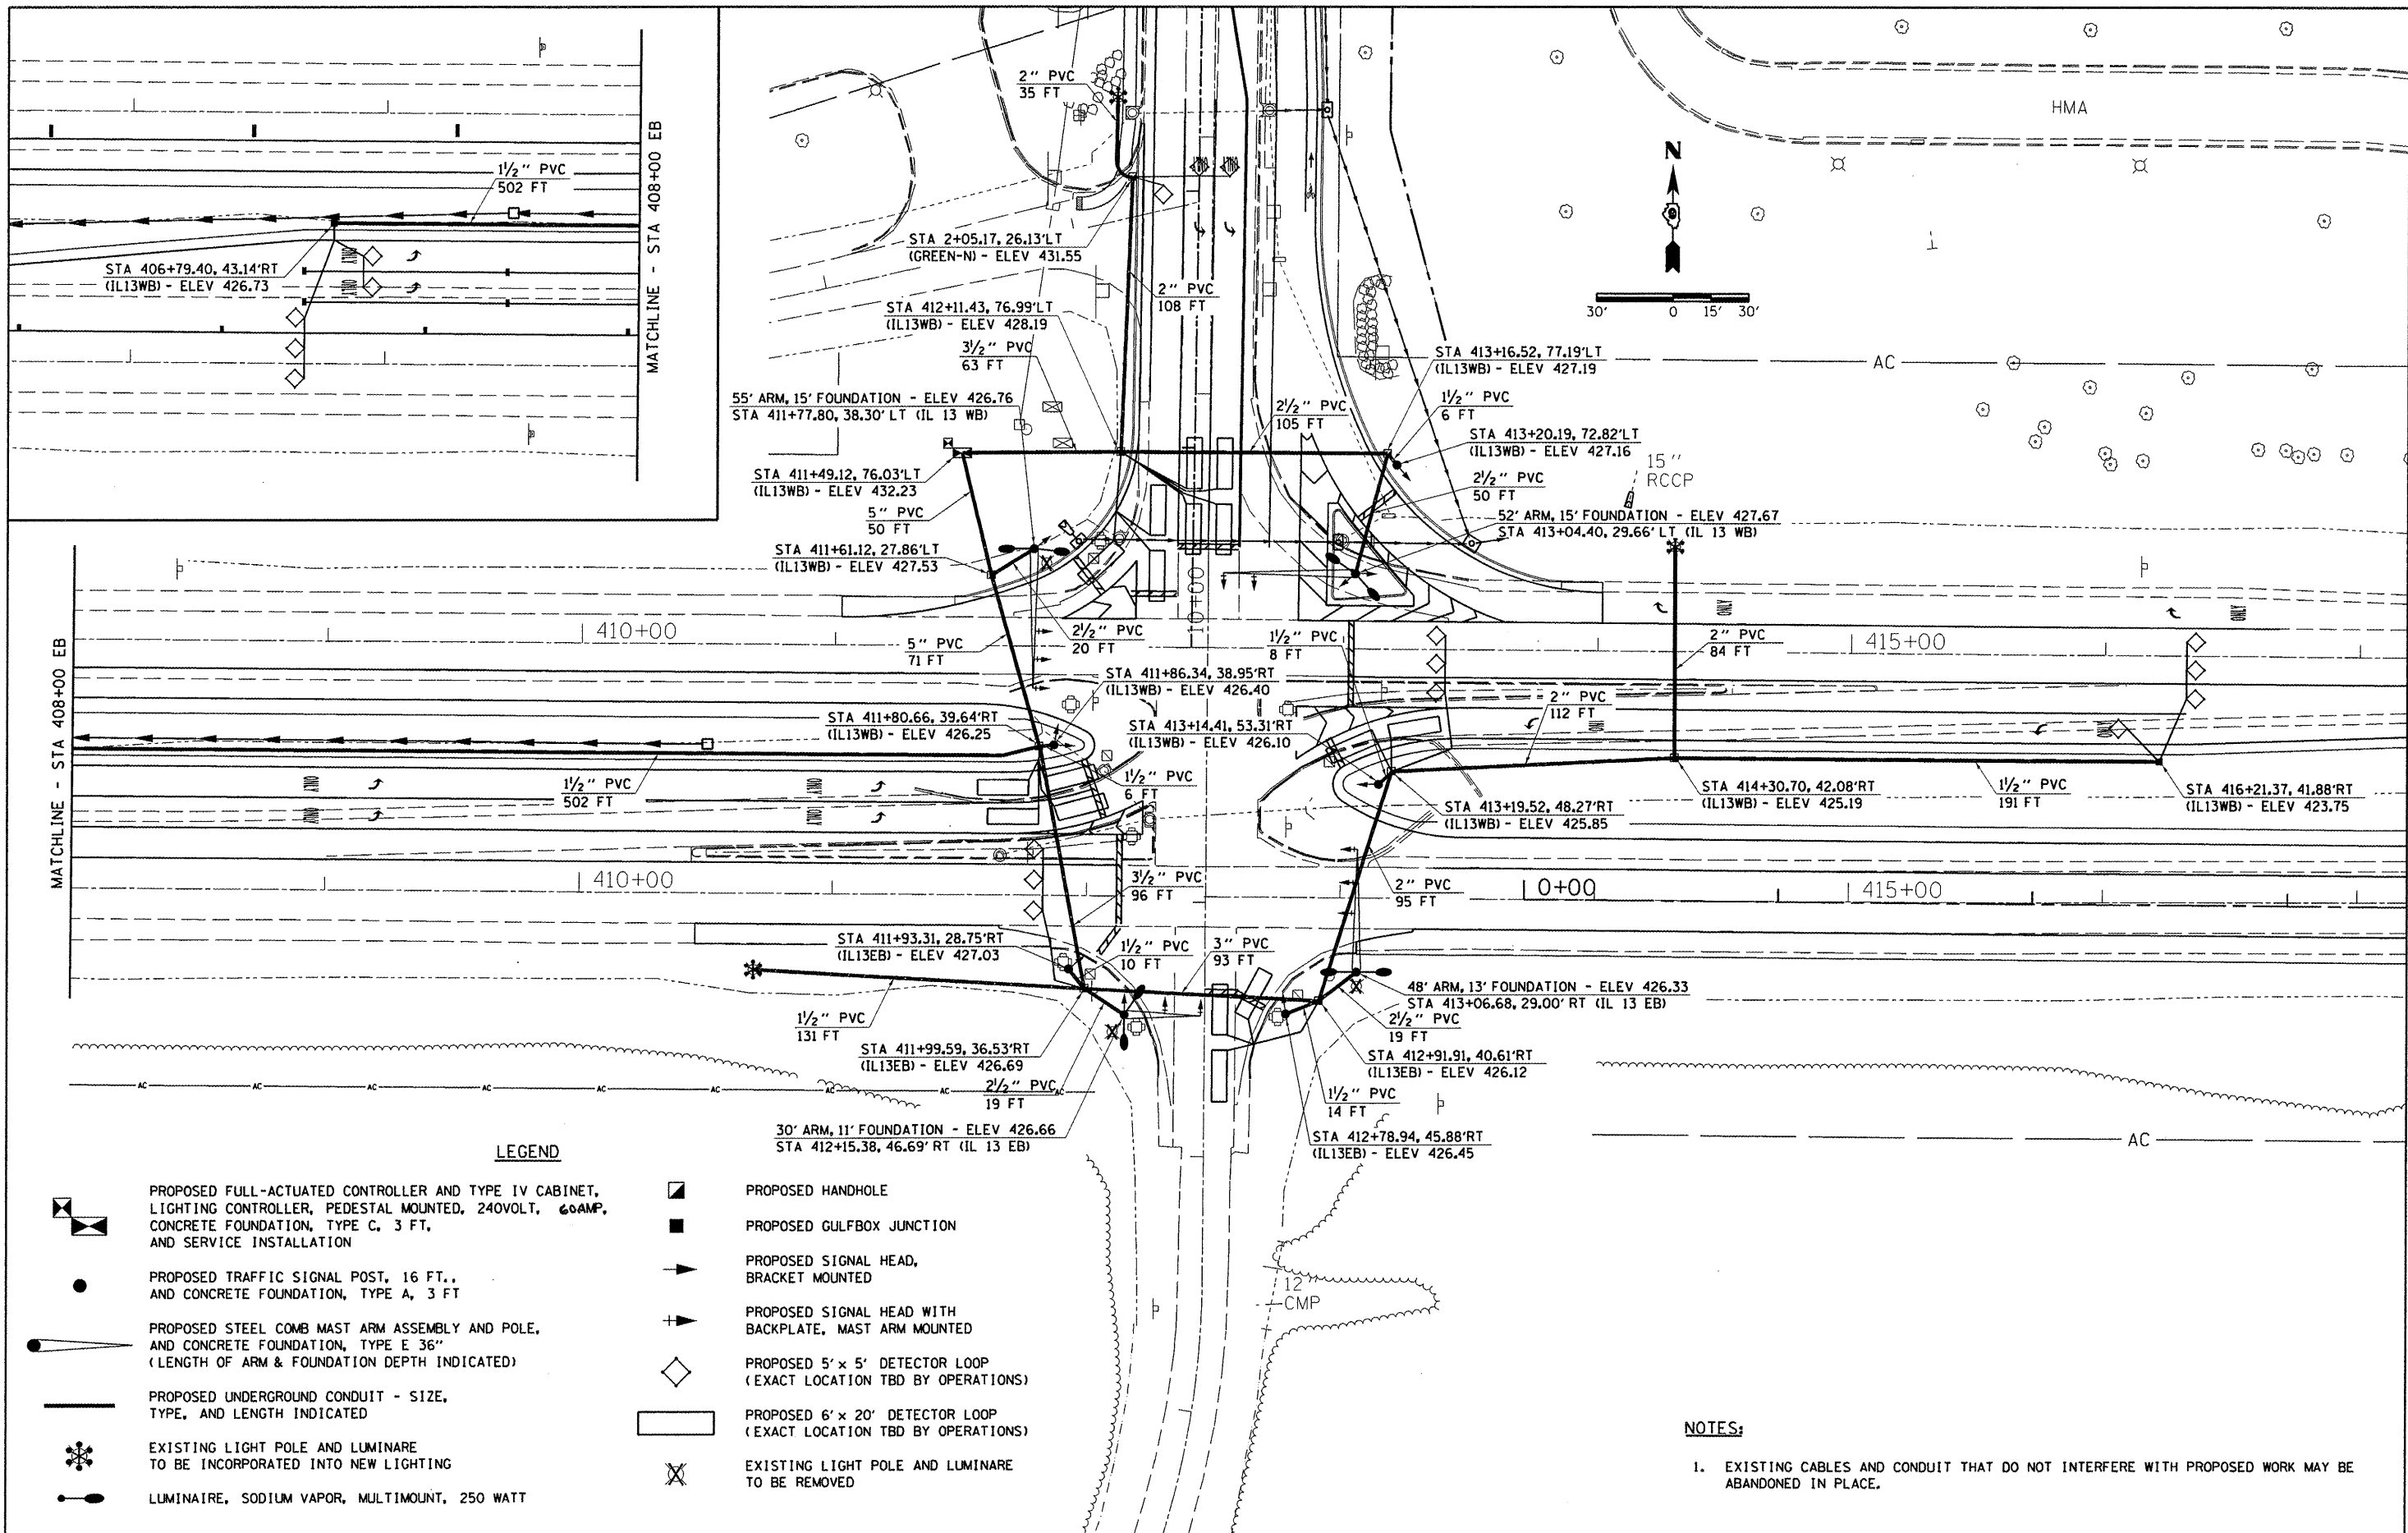 1½" PVC
502 FT
STA 406+79.40, 43.14'RT
(IL13WB) - ELEV 426.73
MATCHLINE - STA 408+00 EB
2" PVC
35 FT
HMA
N
30' 0 15' 30'
STA 2+05.17, 26.13'LT
(GREEN-N) - ELEV 431.55
2" PVC
108 FT
STA 412+11.43, 76.99'LT
(IL13WB) - ELEV 428.19
3½" PVC
63 FT
STA 413+16.52, 77.19'LT
(IL13WB) - ELEV 427.19
AC
55' ARM, 15' FOUNDATION - ELEV 426.76
STA 411+77.80, 38.30' LT (IL 13 WB)
2½" PVC
105 FT
1½" PVC
6 FT
STA 413+20.19, 72.82'LT
(IL13WB) - ELEV 427.16
15"
RCCP
STA 411+49.12, 76.03'LT
(IL13WB) - ELEV 432.23
2½" PVC
50 FT
5" PVC
50 FT
52' ARM, 15' FOUNDATION - ELEV 427.67
STA 413+04.40, 29.66' LT (IL 13 WB)
STA 411+61.12, 27.86'LT
(IL13WB) - ELEV 427.53
10+00
ONLY
ONLY
410+00
5" PVC
71 FT
2½" PVC
20 FT
1½" PVC
8 FT
2" PVC
84 FT
415+00
MATCHLINE - STA 408+00 EB
STA 411+86.34, 38.95'RT
(IL13WB) - ELEV 426.40
2" PVC
112 FT
STA 411+80.66, 39.64'RT
(IL13WB) - ELEV 426.25
STA 413+14.41, 53.31'RT
(IL13WB) - ELEV 426.10
1½" PVC
502 FT
1½" PVC
6 FT
STA 413+19.52, 48.27'RT
(IL13WB) - ELEV 425.85
STA 414+30.70, 42.08'RT
(IL13WB) - ELEV 425.19
1½" PVC
191 FT
STA 416+21.37, 41.88'RT
(IL13WB) - ELEV 423.75
410+00
3½" PVC
96 FT
2" PVC
95 FT
0+00
415+00
STA 411+93.31, 28.75'RT
(IL13EB) - ELEV 427.03
1½" PVC
10 FT
3" PVC
93 FT
48' ARM, 13' FOUNDATION - ELEV 426.33
STA 413+06.68, 29.00' RT (IL 13 EB)
1½" PVC
131 FT
2½" PVC
19 FT
STA 411+99.59, 36.53'RT
(IL13EB) - ELEV 426.69
STA 412+91.91, 40.61'RT
(IL13EB) - ELEV 426.12
AC AC AC AC AC AC AC AC AC
2½" PVC
19 FT
1½" PVC
14 FT
30' ARM, 11' FOUNDATION - ELEV 426.66
STA 412+15.38, 46.69' RT (IL 13 EB)
STA 412+78.94, 45.88'RT
(IL13EB) - ELEV 426.45
AC
12"
CMP
LEGEND
PROPOSED FULL-ACTUATED CONTROLLER AND TYPE IV CABINET,
LIGHTING CONTROLLER, PEDESTAL MOUNTED, 240VOLT, 60AMP,
CONCRETE FOUNDATION, TYPE C, 3 FT,
AND SERVICE INSTALLATION
PROPOSED TRAFFIC SIGNAL POST, 16 FT.,
AND CONCRETE FOUNDATION, TYPE A, 3 FT
PROPOSED STEEL COMB MAST ARM ASSEMBLY AND POLE,
AND CONCRETE FOUNDATION, TYPE E 36"
(LENGTH OF ARM & FOUNDATION DEPTH INDICATED)
PROPOSED UNDERGROUND CONDUIT - SIZE,
TYPE, AND LENGTH INDICATED
EXISTING LIGHT POLE AND LUMINARE
TO BE INCORPORATED INTO NEW LIGHTING
LUMINAIRE, SODIUM VAPOR, MULTIMOUNT, 250 WATT
PROPOSED HANDHOLE
PROPOSED GULFBOX JUNCTION
PROPOSED SIGNAL HEAD,
BRACKET MOUNTED
PROPOSED SIGNAL HEAD WITH
BACKPLATE, MAST ARM MOUNTED
PROPOSED 5' x 5' DETECTOR LOOP
(EXACT LOCATION TBD BY OPERATIONS)
PROPOSED 6' x 20' DETECTOR LOOP
(EXACT LOCATION TBD BY OPERATIONS)
EXISTING LIGHT POLE AND LUMINARE
TO BE REMOVED
NOTES:
1. EXISTING CABLES AND CONDUIT THAT DO NOT INTERFERE WITH PROPOSED WORK MAY BE
ABANDONED IN PLACE.